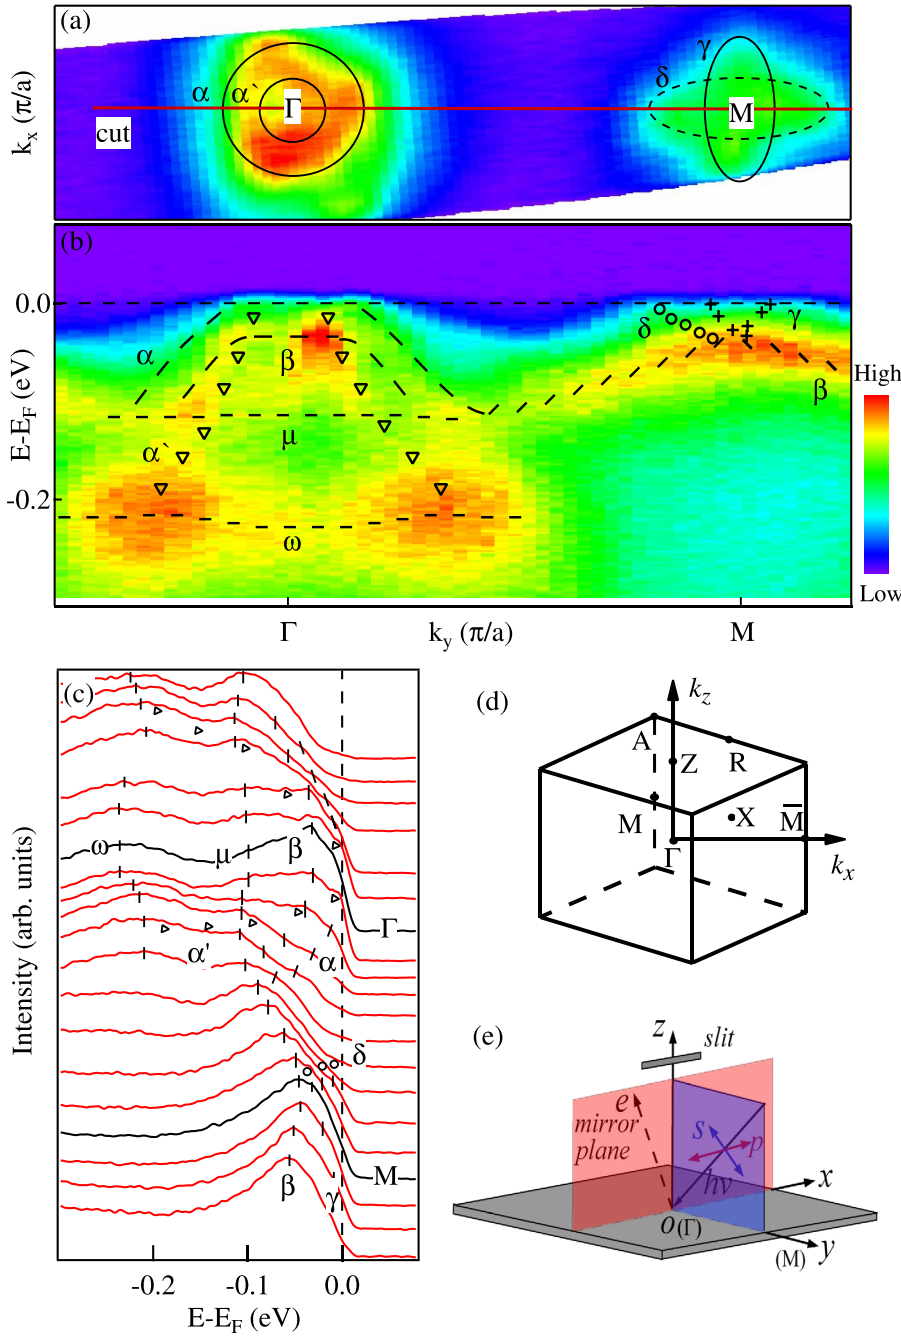 (a)
k_x (π/a)
cut
α
α`
Γ
γ
δ
M
(b)
E-E_F (eV)
0.0
-0.2
α
β
μ
α`
ω
δ
γ
β
High
Low
Γ
k_y (π/a)
M
(c)
Intensity (arb. units)
ω
μ
β
Γ
α'
α
δ
M
β
γ
-0.2
-0.1
0.0
E-E_F (eV)
(d)
k_z
A
Z
R
M
X
M̅
Γ
k_x
(e)
z
slit
e
mirror
plane
s
p
hν
x
o(Γ)
(M)
y